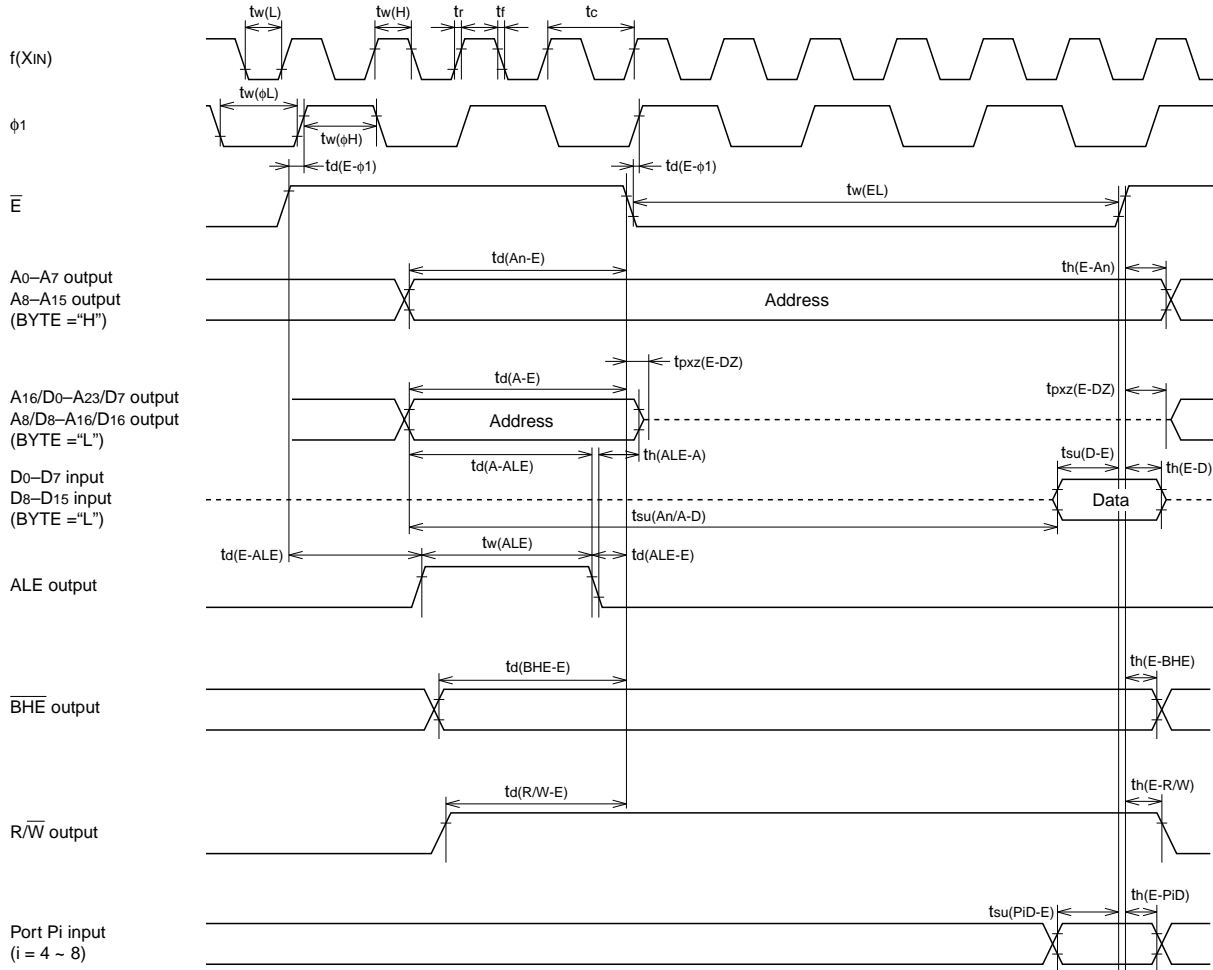 tw(L) tw(H) tr tf tc
f(XIN)
tw(ϕL)
ϕ1
tw(ϕH)
td(E-ϕ1) td(E-ϕ1)
tw(EL)
E
td(An-E) th(E-An)
A0–A7 output
A8–A15 output
(BYTE =“H”)
Address
tpxz(E-DZ)
td(A-E) tpxz(E-DZ)
A16/D0–A23/D7 output
A8/D8–A16/D16 output
(BYTE =“L”)
Address
td(A-ALE) th(ALE-A) tsu(D-E) th(E-D)
D0–D7 input
D8–D15 input
(BYTE =“L”)
Data
tsu(An/A-D)
td(E-ALE) tw(ALE) td(ALE-E)
ALE output
td(BHE-E) th(E-BHE)
BHE output
td(R/W-E) th(E-R/W)
R/W output
tsu(PiD-E) th(E-PiD)
Port Pi input
(i = 4 ~ 8)